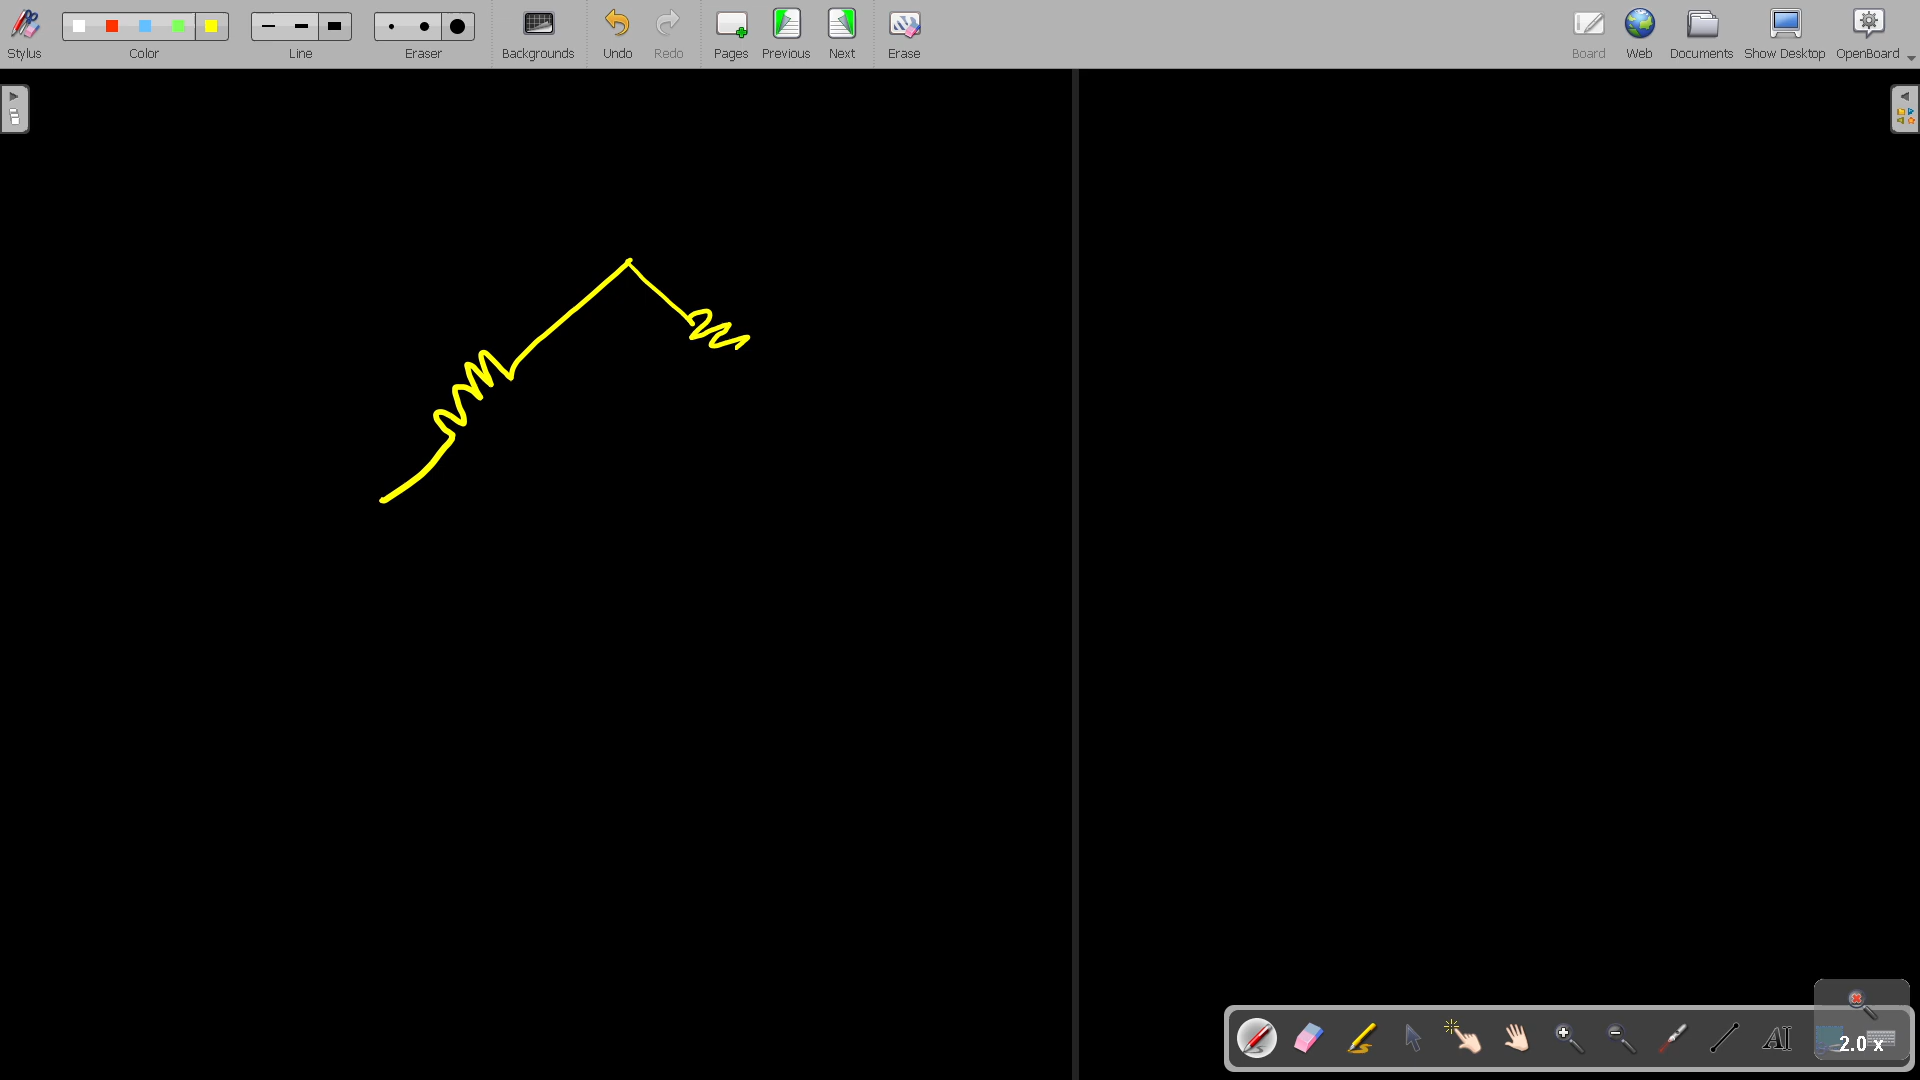 Stylus Color Line Eraser Backgrounds Undo Redo Pages Previous Next Erase Board Web Documents Show Desktop OpenBoard
AI
2.0 x